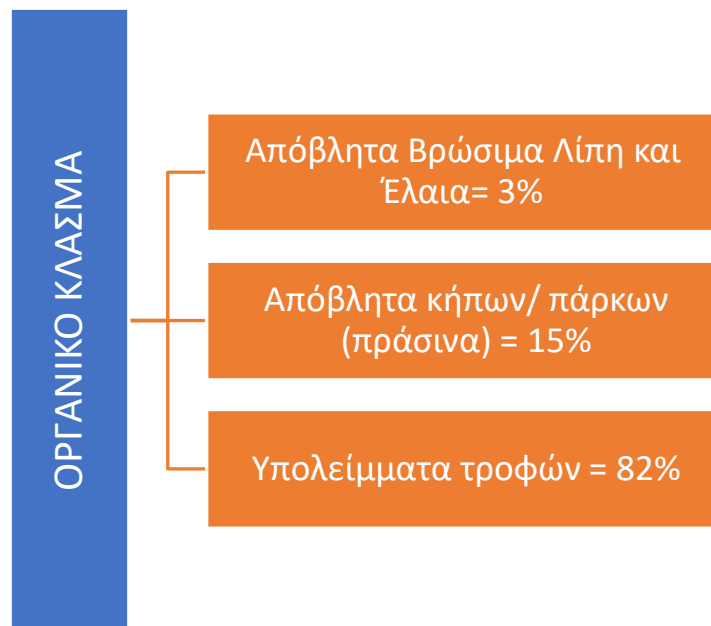 ΟΡΓΑΝΙΚΟ ΚΛΑΣΜΑ
Απόβλητα Βρώσιμα Λίπη και
Έλαια= 3%
Απόβλητα κήπων/ πάρκων
(πράσινα) = 15%
Υπολείμματα τροφών = 82%